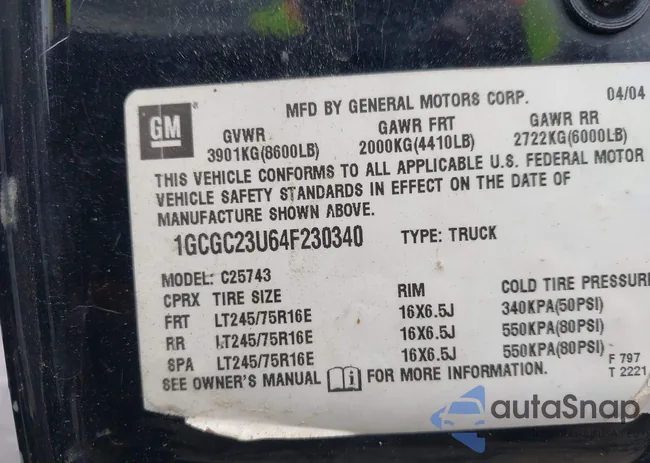 MFD BY GENERAL MOTORS CORP. 04/04
GM
GVWR GAWR FRT GAWR RR
3901KG(8600LB) 2000KG(4410LB) 2722KG(6000LB)
THIS VEHICLE CONFORMS TO ALL APPLICABLE U.S. FEDERAL MOTOR
VEHICLE SAFETY STANDARDS IN EFFECT ON THE DATE OF
MANUFACTURE SHOWN ABOVE.
1GCGC23U64F230340 TYPE: TRUCK
MODEL: C25743
CPRX TIRE SIZE RIM COLD TIRE PRESSURE
FRT LT245/75R16E 16X6.5J 340KPA(50PSI)
RR LT245/75R16E 16X6.5J 550KPA(80PSI)
SPA LT245/75R16E 16X6.5J 550KPA(80PSI)
SEE OWNER'S MANUAL i FOR MORE INFORMATION.
F 797
T 2221
autoSnap
BY CARBIDDING